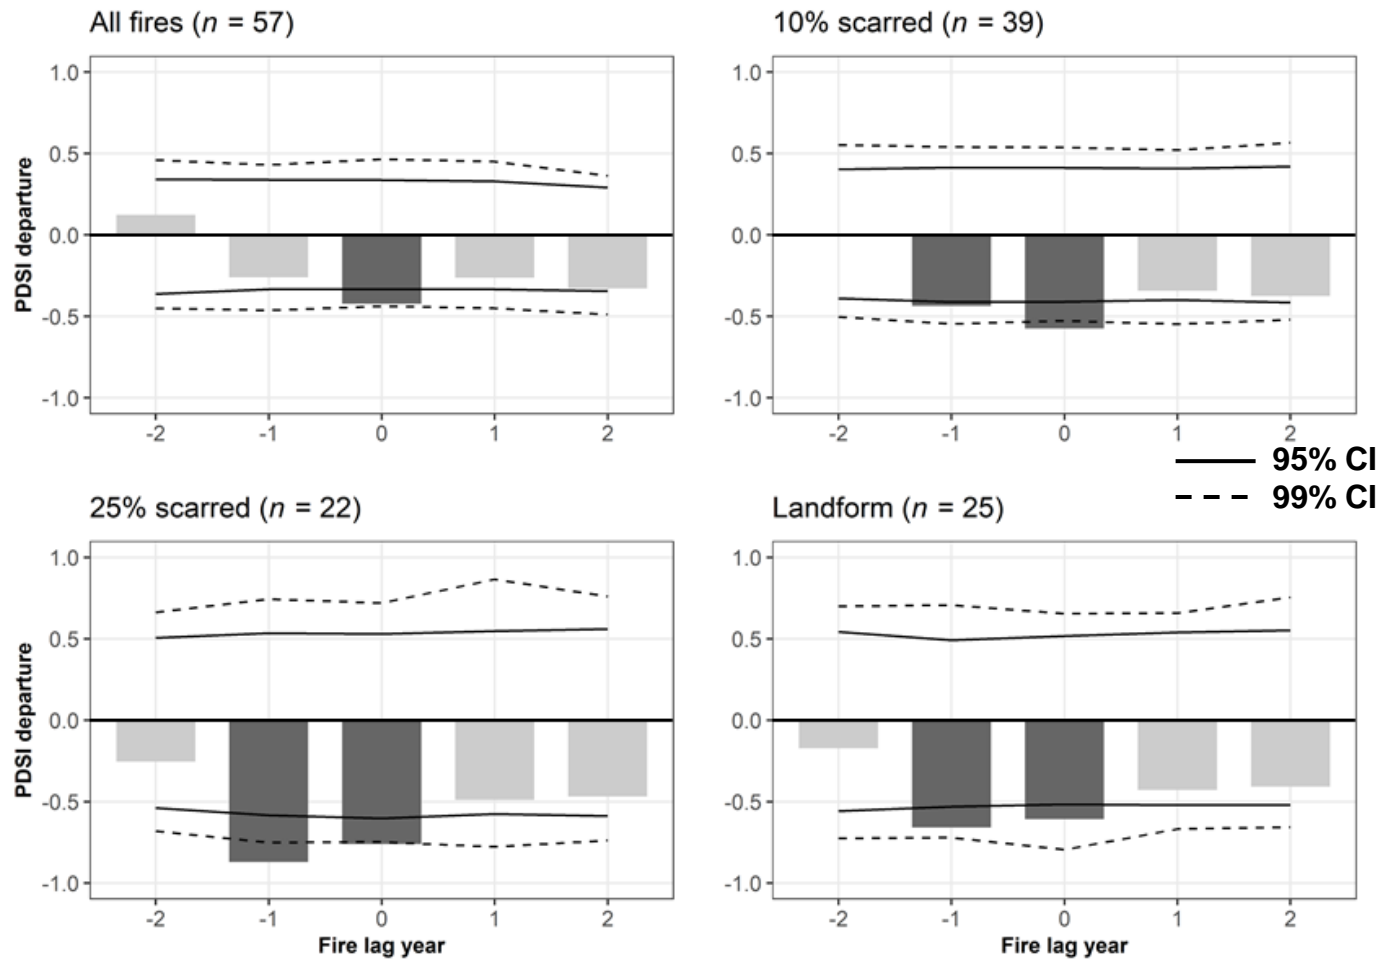 All fires (n = 57)
10% scarred (n = 39)
PDSI departure
1.0
0.5
0.0
-0.5
-1.0
-2 -1 0 1 2
1.0
0.5
0.0
-0.5
-1.0
-2 -1 0 1 2
95% CI
99% CI
25% scarred (n = 22)
Landform (n = 25)
PDSI departure
1.0
0.5
0.0
-0.5
-1.0
-2 -1 0 1 2
Fire lag year
1.0
0.5
0.0
-0.5
-1.0
-2 -1 0 1 2
Fire lag year